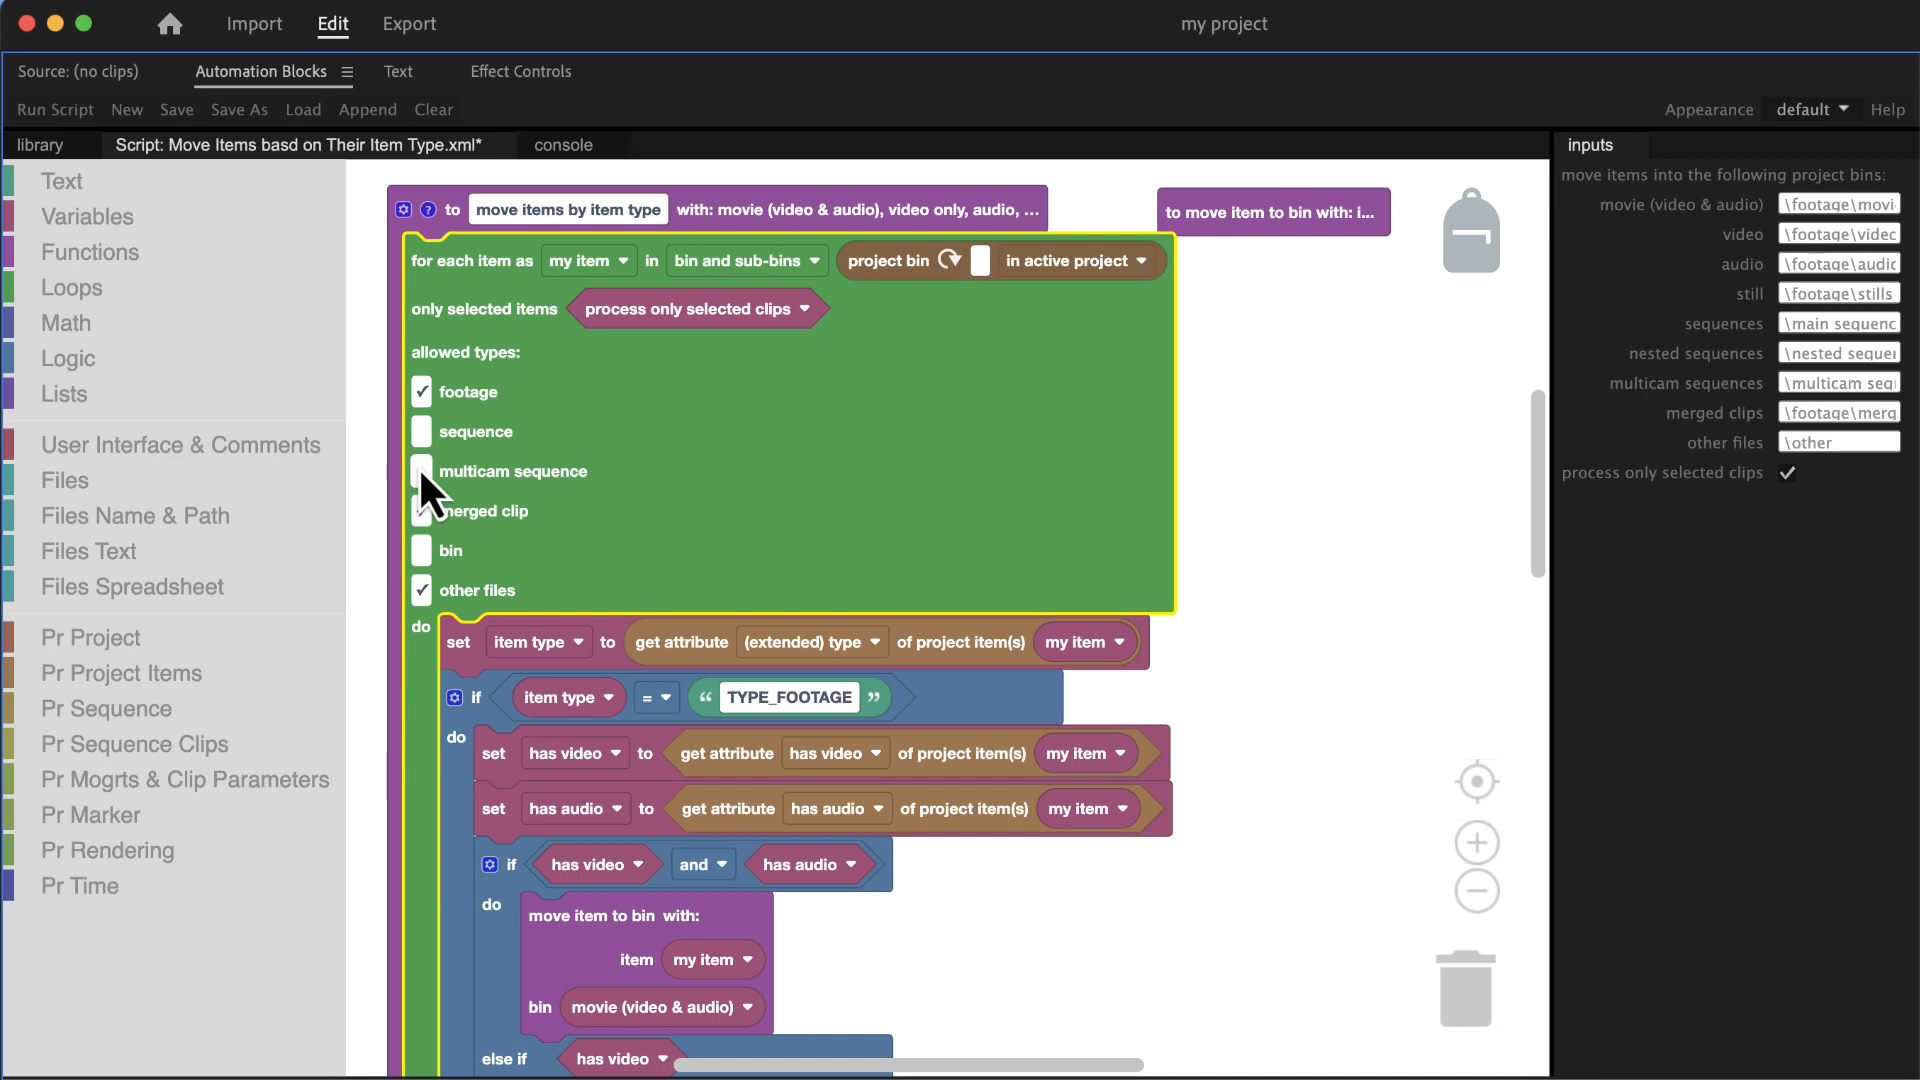 Import Edit Export my project
Source: (no clips) Automation Blocks Text Effect Controls
Run Script New Save Save As Load Append Clear Appearance default Help
library Script: Move Items basd on Their Item Type.xml* console inputs
Text
Variables
Functions
Loops
Math
Logic
Lists
User Interface & Comments
Files
Files Name & Path
Files Text
Files Spreadsheet
Pr Project
Pr Project Items
Pr Sequence
Pr Sequence Clips
Pr Mogrts & Clip Parameters
Pr Marker
Pr Rendering
Pr Time
to move items by item type with: movie (video & audio), video only, audio, ...
to move item to bin with: i...
for each item as my item in bin and sub-bins project bin in active project
only selected items process only selected clips
allowed types:
✓ footage
sequence
multicam sequence
merged clip
bin
✓ other files
do set item type to get attribute (extended) type of project item(s) my item
if item type = “ TYPE_FOOTAGE ”
do set has video to get attribute has video of project item(s) my item
set has audio to get attribute has audio of project item(s) my item
if has video and has audio
do move item to bin with:
item my item
bin movie (video & audio)
else if has video
move items into the following project bins:
movie (video & audio) \footage\movi
video \footage\videc
audio \footage\audic
still \footage\stills
sequences \main sequenc
nested sequences \nested sequer
multicam sequences \multicam seq
merged clips \footage\merg
other files \other
process only selected clips ✓